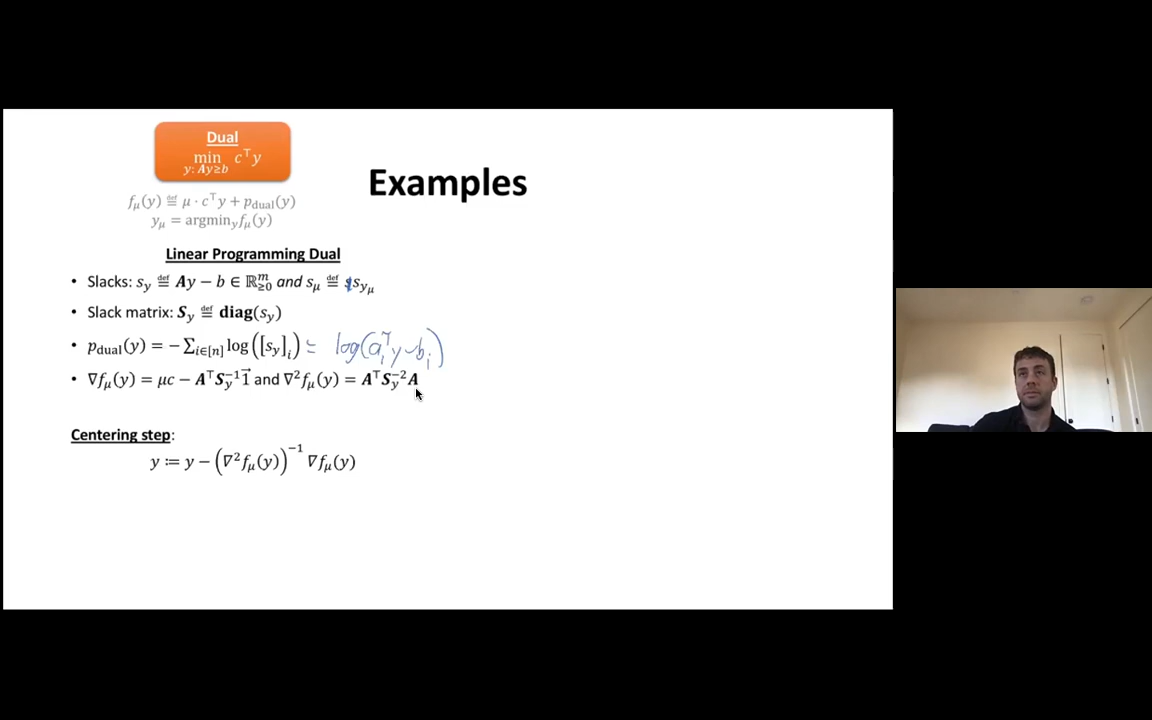 Dual
min c⊤y
y: Ay≥b
Examples
f_μ(y) ≝ μ · c⊤y + p_dual(y)
y_μ = argmin_y f_μ(y)
Linear Programming Dual
• Slacks: s_y ≝ Ay − b ∈ ℝ^m_≥0 and s_μ ≝ s_{y_μ}
• Slack matrix: S_y ≝ diag(s_y)
• p_dual(y) = −∑_{i∈[n]} log([s_y]_i) = log(a_i^⊤y − b_i)
• ∇f_μ(y) = μc − A⊤S_y^{−1}1⃗ and ∇²f_μ(y) = A⊤S_y^{−2}A
Centering step:
y ≔ y − (∇²f_μ(y))^{−1} ∇f_μ(y)